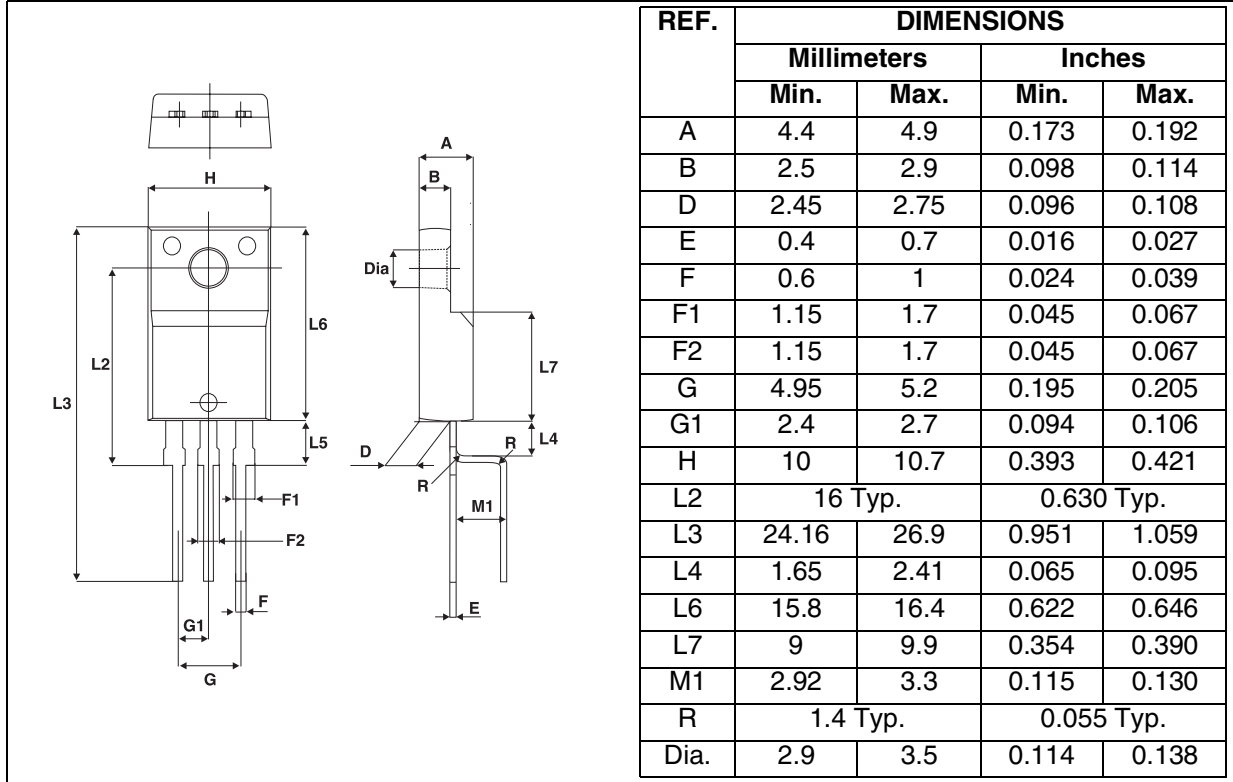 A
B
H
Dia
L6
L2
L7
L3
L5
L4
D
R
R
M1
F1
F2
F
E
G1
G
REF. DIMENSIONS
Millimeters Inches
Min. Max. Min. Max.
A 4.4 4.9 0.173 0.192
B 2.5 2.9 0.098 0.114
D 2.45 2.75 0.096 0.108
E 0.4 0.7 0.016 0.027
F 0.6 1 0.024 0.039
F1 1.15 1.7 0.045 0.067
F2 1.15 1.7 0.045 0.067
G 4.95 5.2 0.195 0.205
G1 2.4 2.7 0.094 0.106
H 10 10.7 0.393 0.421
L2 16 Typ. 0.630 Typ.
L3 24.16 26.9 0.951 1.059
L4 1.65 2.41 0.065 0.095
L6 15.8 16.4 0.622 0.646
L7 9 9.9 0.354 0.390
M1 2.92 3.3 0.115 0.130
R 1.4 Typ. 0.055 Typ.
Dia. 2.9 3.5 0.114 0.138